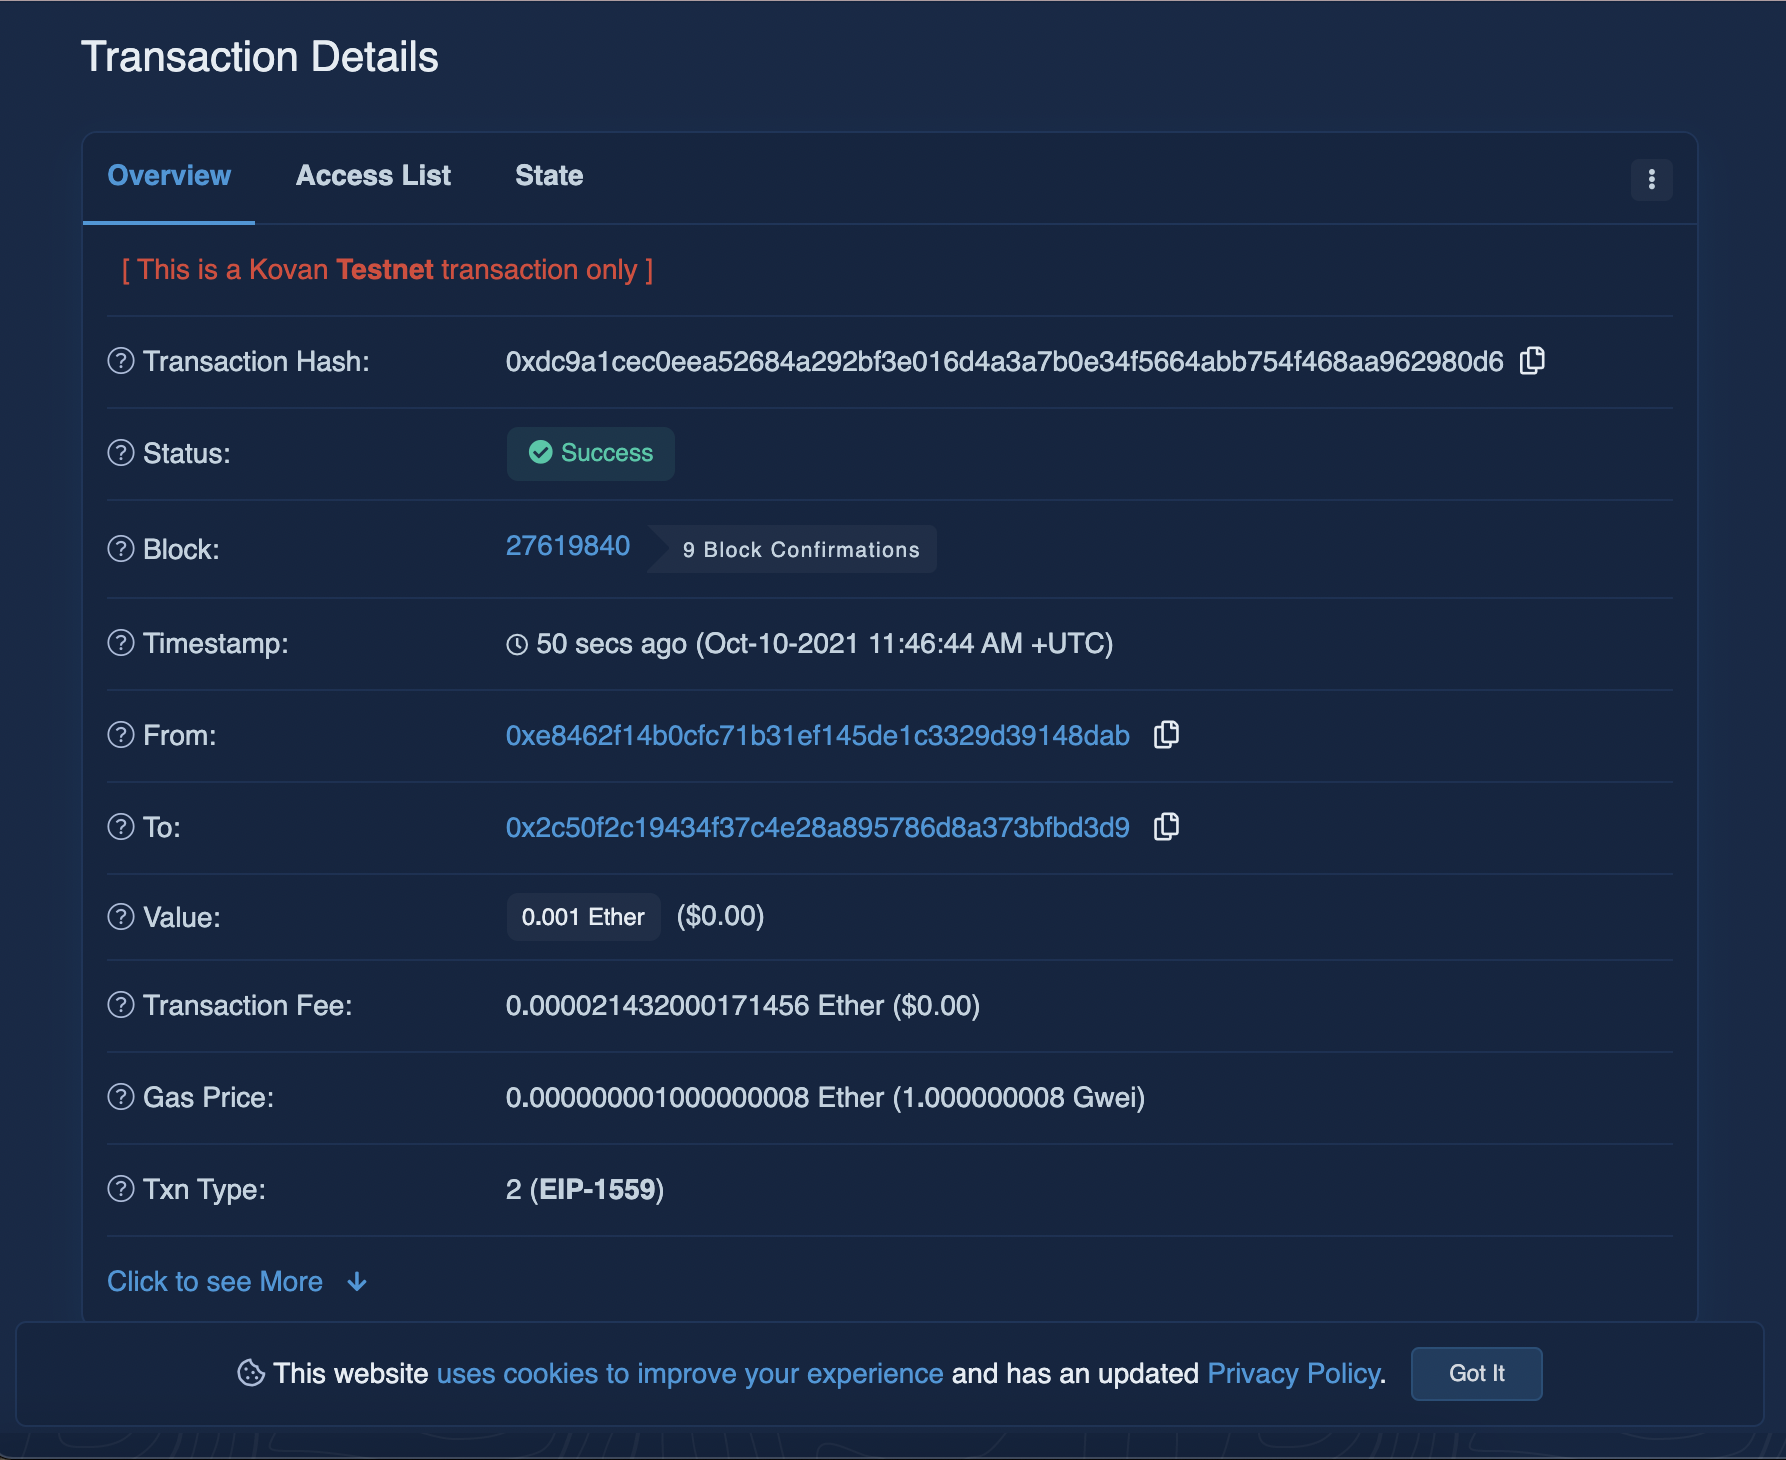 Transaction Details
Overview Access List State
[ This is a Kovan Testnet transaction only ]
Transaction Hash: 0xdc9a1cec0eea52684a292bf3e016d4a3a7b0e34f5664abb754f468aa962980d6
Status: Success
Block: 27619840 9 Block Confirmations
Timestamp: 50 secs ago (Oct-10-2021 11:46:44 AM +UTC)
From: 0xe8462f14b0cfc71b31ef145de1c3329d39148dab
To: 0x2c50f2c19434f37c4e28a895786d8a373bfbd3d9
Value: 0.001 Ether ($0.00)
Transaction Fee: 0.000021432000171456 Ether ($0.00)
Gas Price: 0.000000001000000008 Ether (1.000000008 Gwei)
Txn Type: 2 (EIP-1559)
Click to see More
This website uses cookies to improve your experience and has an updated Privacy Policy. Got It